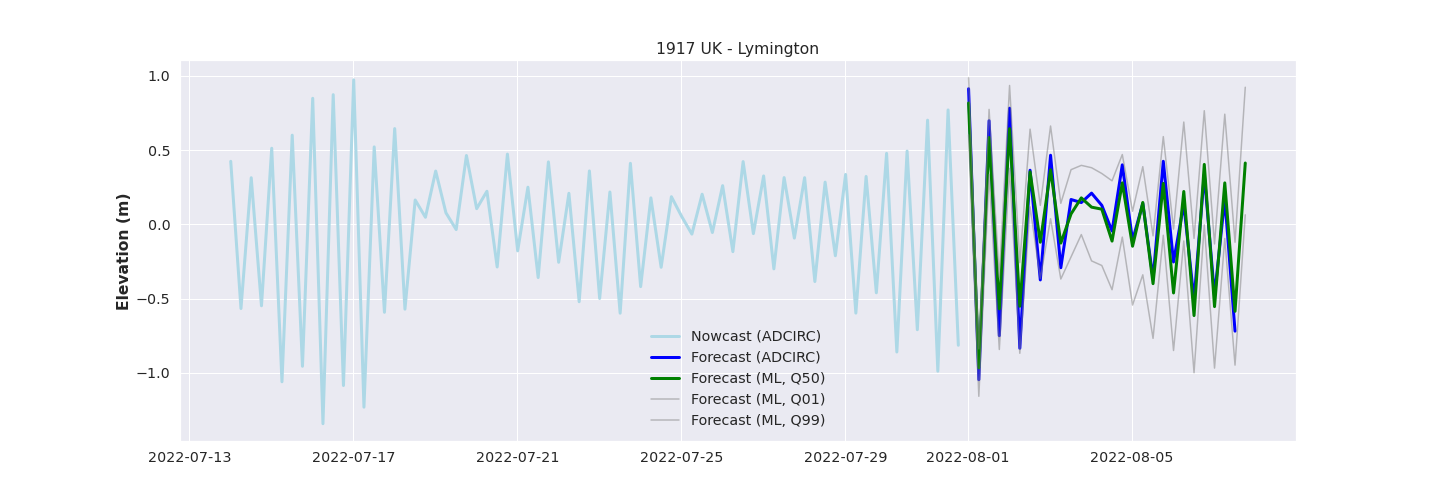 1917 UK - Lymington
Elevation (m)
1.0
0.5
0.0
−0.5
−1.0
Nowcast (ADCIRC)
Forecast (ADCIRC)
Forecast (ML, Q50)
Forecast (ML, Q01)
Forecast (ML, Q99)
2022-07-13 2022-07-17 2022-07-21 2022-07-25 2022-07-29 2022-08-01 2022-08-05